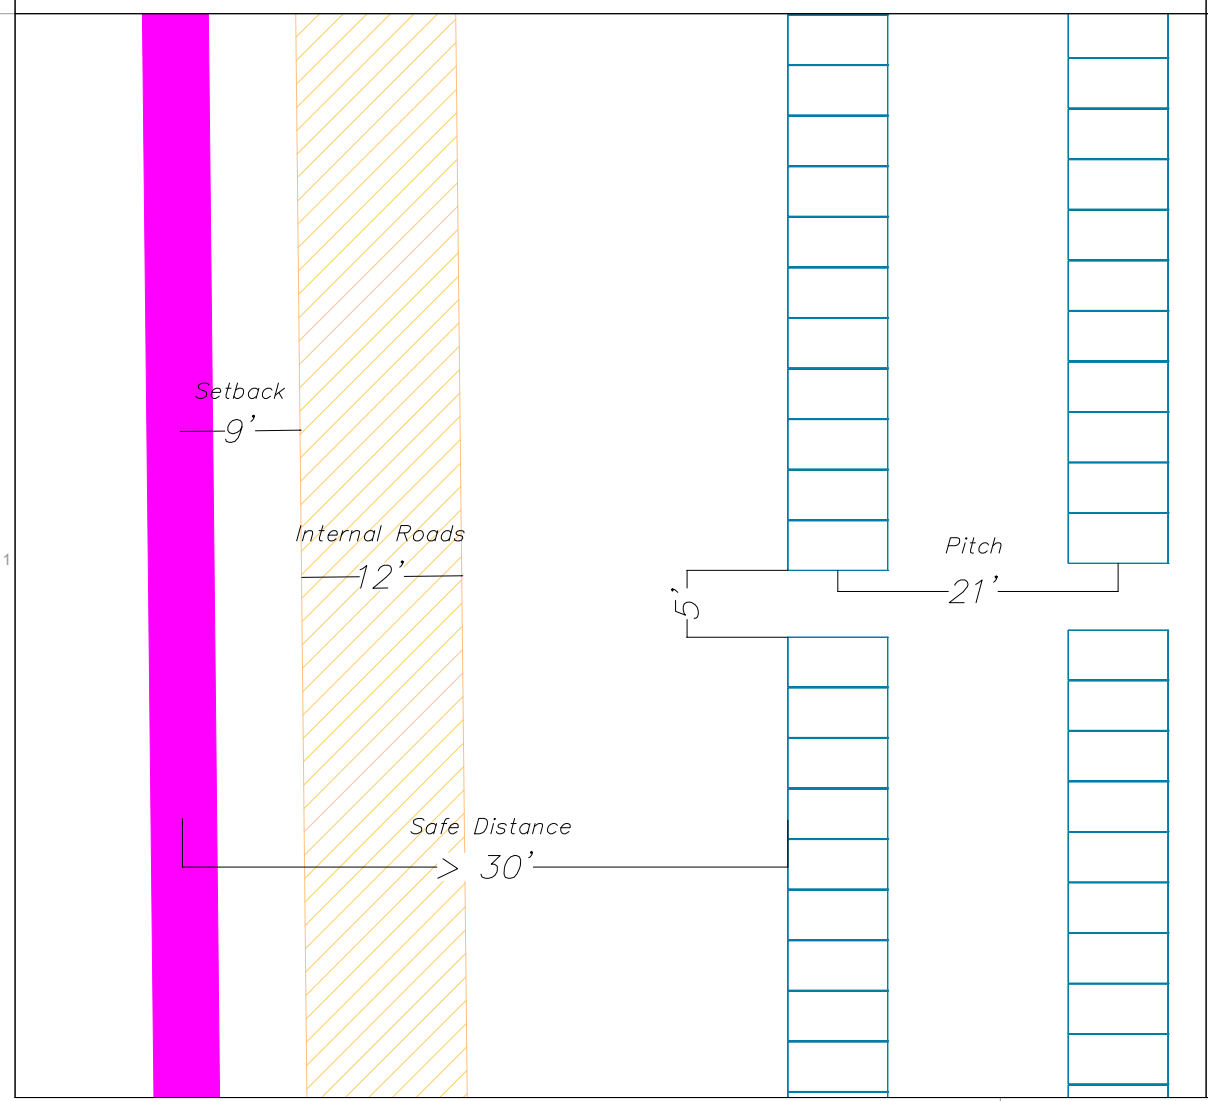 Setback
9'
Internal Roads
12'
Pitch
21'
5'
1
Safe Distance
> 30'